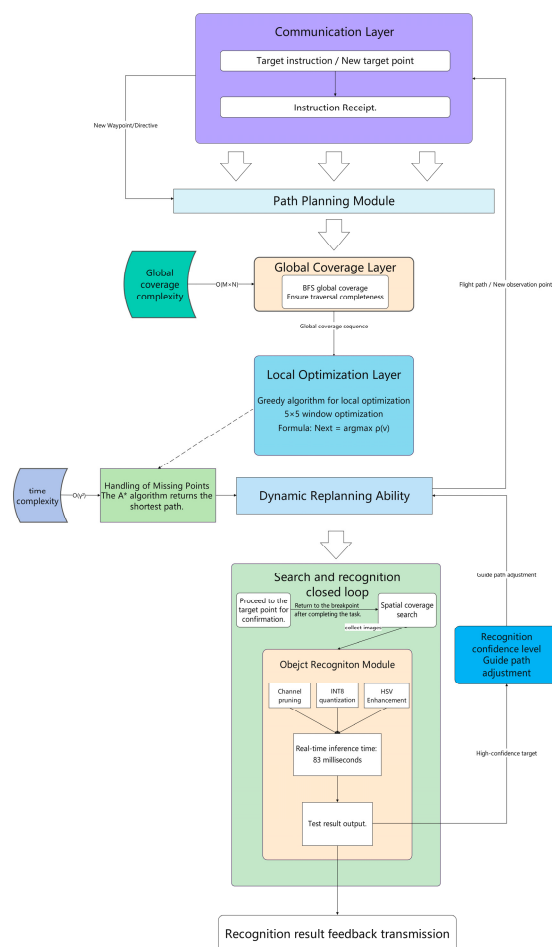 Communication Layer
Target instruction / New target point
Instruction Receipt.
New Waypoint/Directive
Path Planning Module
Global
coverage
complexity
O(M×N)
Global Coverage Layer
BFS global coverage
Ensure traversal completeness
Flight path / New observation point
Global coverage sequence
Local Optimization Layer
Greedy algorithm for local optimization
5×5 window optimization
Formula: Next = argmax p(v)
time
complexity
Handling of Missing Points
The A* algorithm returns the
shortest path.
Dynamic Replanning Ability
Search and recognition
closed loop
Proceed to the
target point for
confirmation.
Return to the breakpoint
after completing the task.
Spatial coverage
search
collect images
Guide path adjustment
Recognition
confidence level
Guide path
adjustment
Obejct Recogniton Module
Channel
pruning
INT8
quantization
HSV
Enhancement
Real-time inference time:
83 milliseconds
High-confidence target
Test result output.
Recognition result feedback transmission